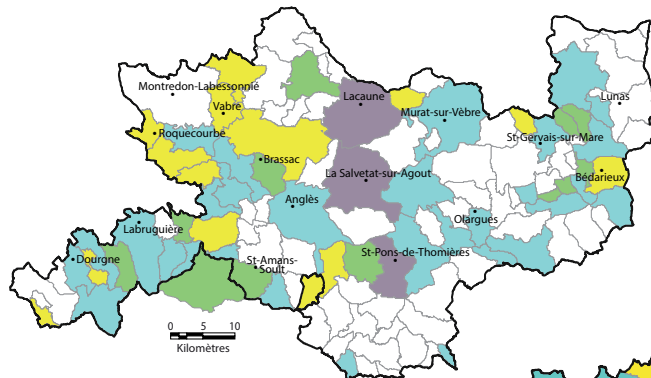 Montredon-Labessonnié
Lacaune
Lunas
Vabre
Murat-sur-Vèbre
Roquecourbe
St-Gervais-sur-Mare
Brassac
La Salvetat-sur-Agout
Bédarieux
Anglès
Olargues
Labruguière
St-Pons-de-Thomières
Dourgne
St-Amans-
Soult
0 5 10
Kilomètres